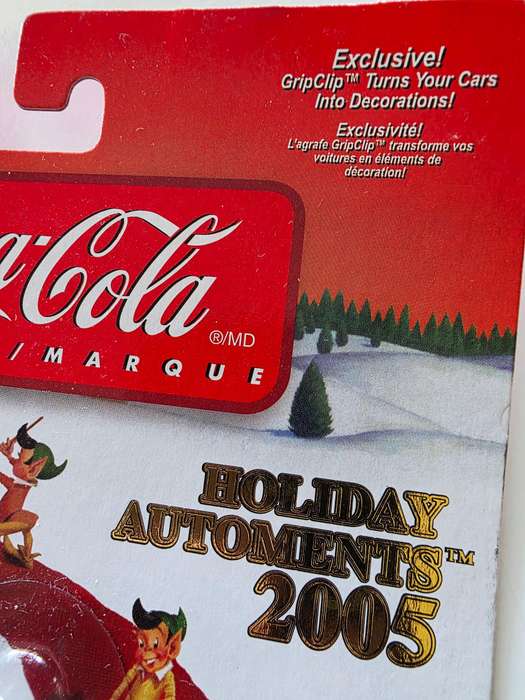 Exclusive!
GripClip™ Turns Your Cars
Into Decorations!
Exclusivité!
L'agrafe GripClip™ transforme vos
voitures en éléments de
décoration!
a-Cola
®/MD
/MARQUE
HOLIDAY
AUTOMENTS™
2005